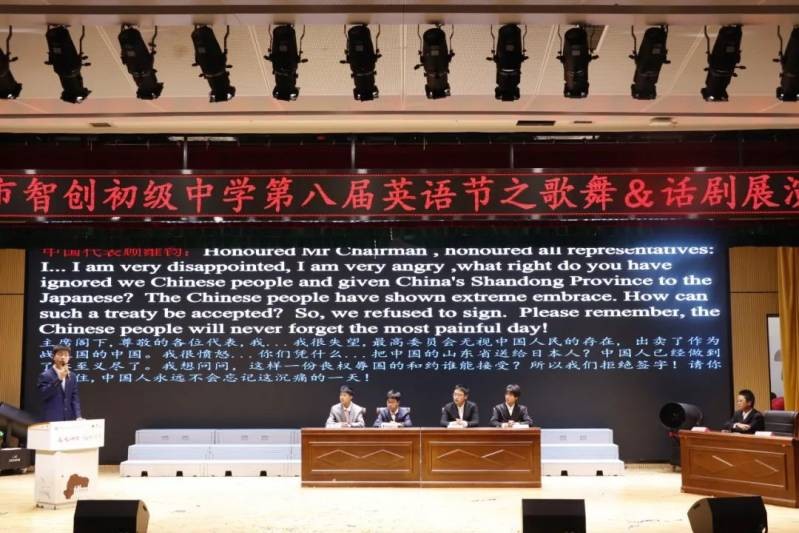 市智创初级中学第八届英语节之歌舞&话剧展演
中国代表顾维钧：Honoured Mr Chairman , honoured all representatives:
I... I am very disappointed, I am very angry ,what right do you have
ignored we Chinese people and given China's Shandong Province to the
Japanese?  The Chinese people have shown extreme embrace. How can
such a treaty be accepted?  So, we refused to sign.  Please remember, the
Chinese people will never forget the most painful day!
主席阁下,尊敬的各位代表,我...我很失望,最高委员会无视中国人民的存在，出卖了作为
战 国的中国。我很愤怒...你们凭什么...把中国的山东省送给日本人？中国人已经做到
至义尽了。我想问问，这样一份丧权辱国的和约谁能接受？所以我们拒绝签字！请你
住,中国人永远不会忘记这沉痛的一天！